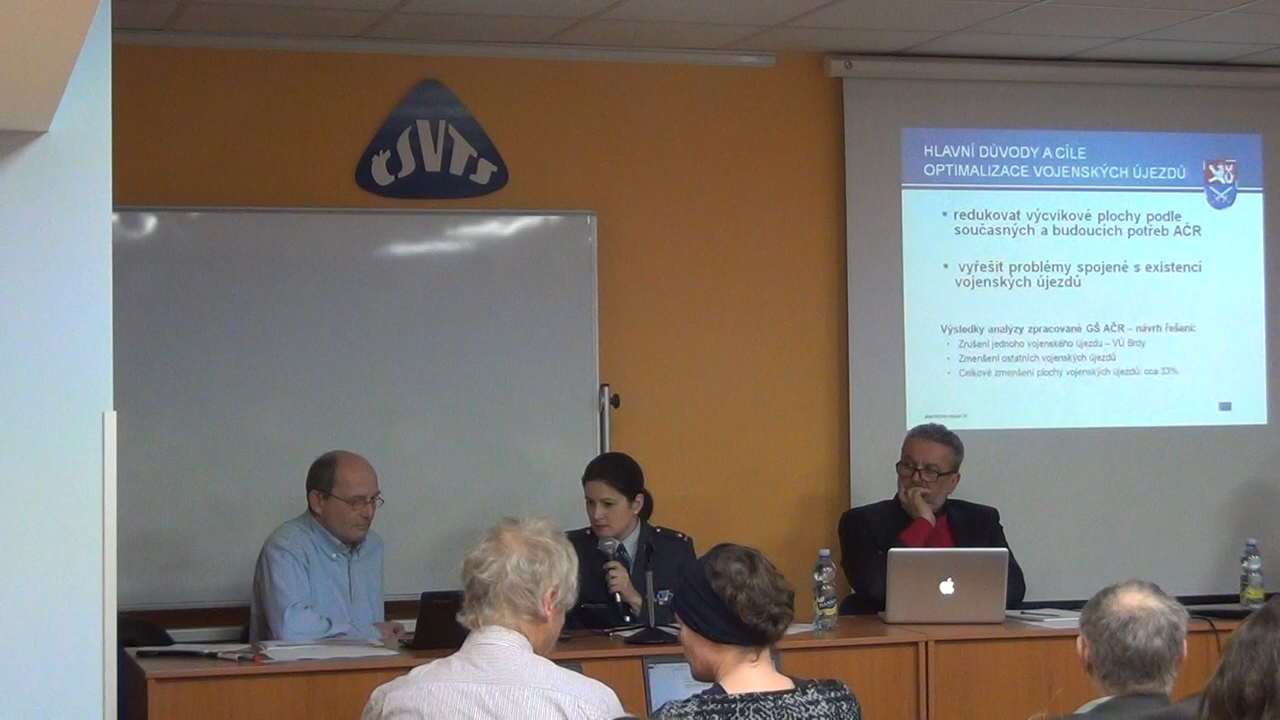 čSVTS
HLAVNÍ DŮVODY A CÍLE
OPTIMALIZACE VOJENSKÝCH ÚJEZDŮ
redukovat výcvikové plochy podle
současných a budoucích potřeb AČR
vyřešit problémy spojené s existencí
vojenských újezdů
Výsledky analýzy zpracované GŠ AČR – návrh řešení:
Zrušení jednoho vojenského újezdu – VÚ Brdy
Zmenšení ostatních vojenských újezdů
Celkové zmenšení plochy vojenských újezdů: cca 33%